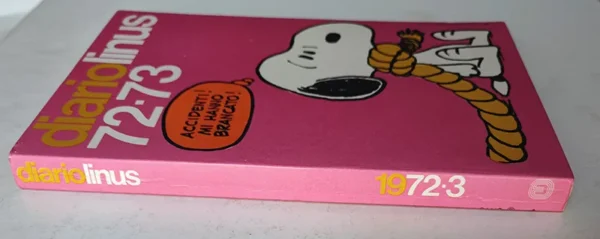 diariolinus
72·73
ACCIDENTI!
MI HANNO
BRANCATO!
diariolinus 1972·3